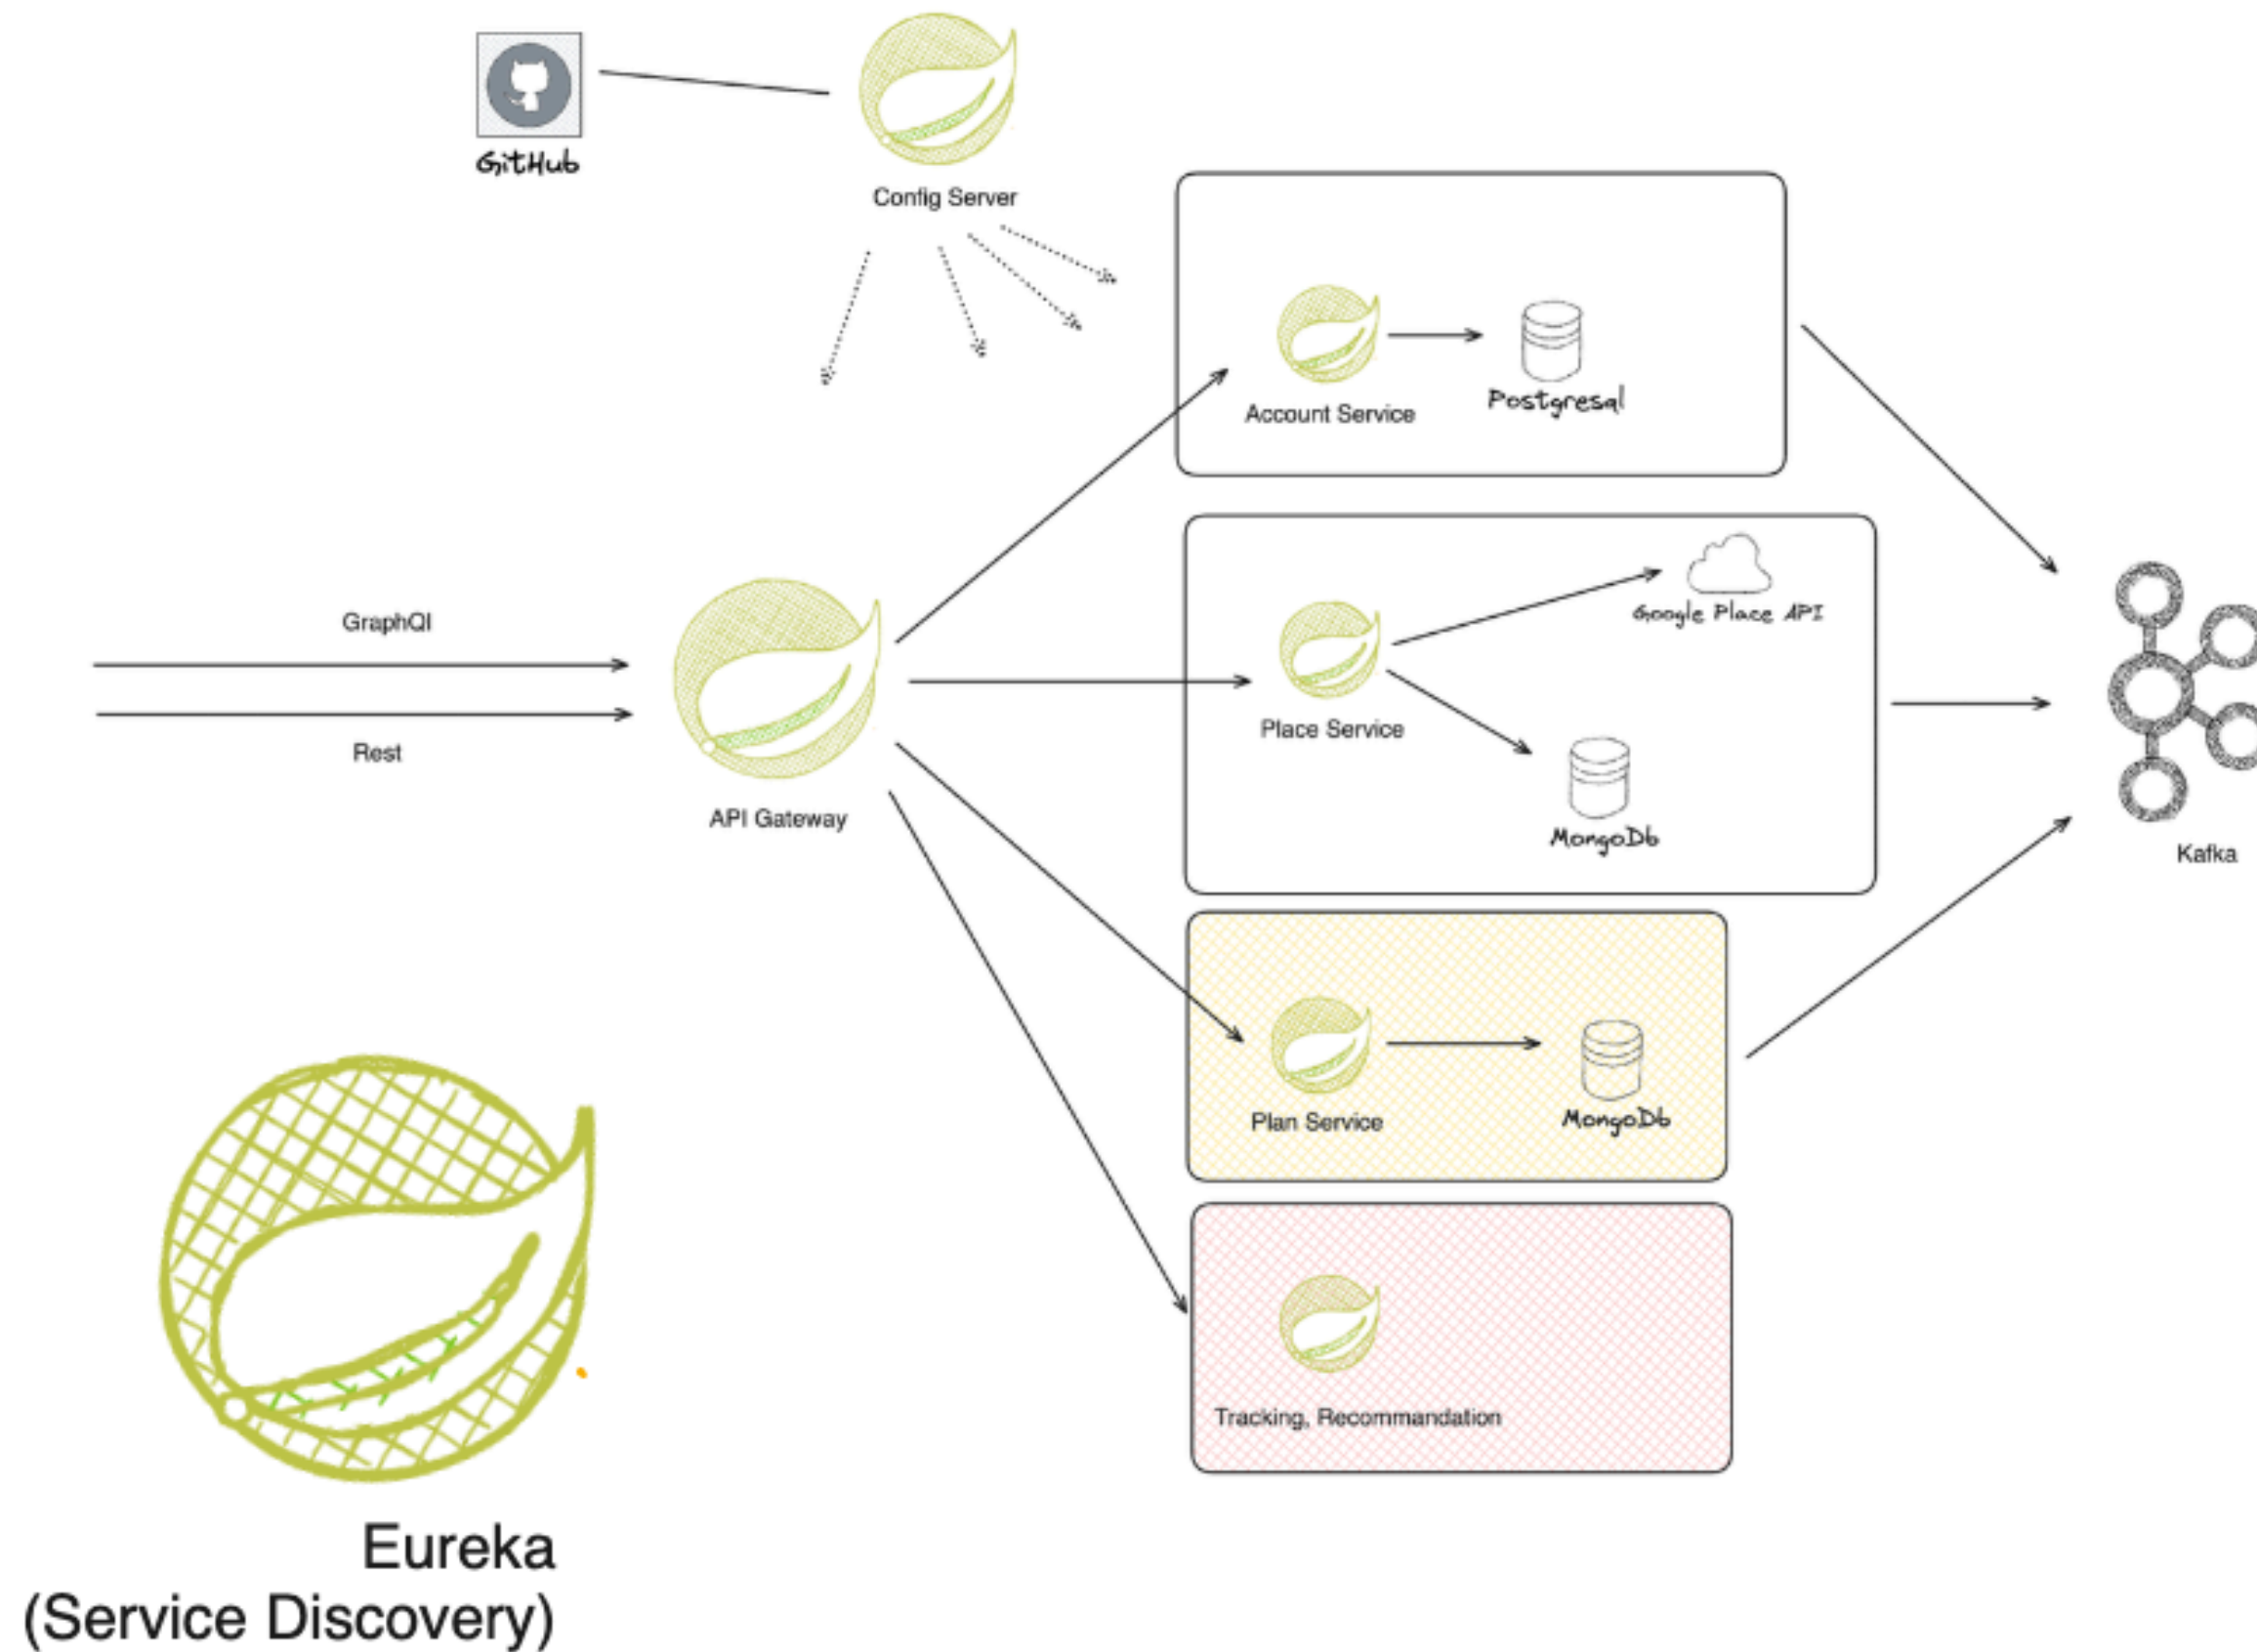 GitHub
Config Server
Account Service
Postgresql
GraphQl
Rest
API Gateway
Google Place API
Place Service
MongoDb
Kafka
Plan Service
MongoDb
Tracking, Recommandation
Eureka
(Service Discovery)